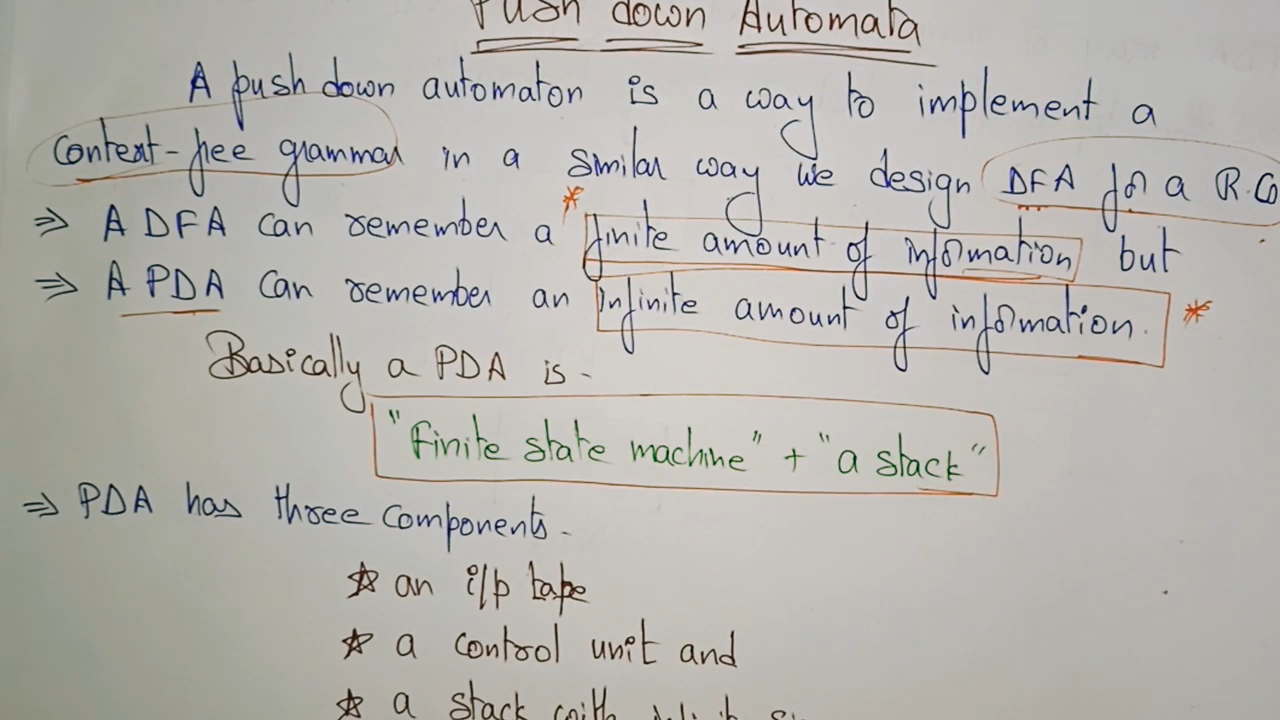 Push down Automata
A push down automaton is a way to implement a
Context-free grammar in a similar way we design DFA for a R.G
⇒ A DFA can remember a * finite amount of information but
⇒ A PDA can remember an infinite amount of information. *
Basically a PDA is -
"finite state machine" + "a stack"
⇒ PDA has three components -
☆ an i/p tape
☆ a control unit and
☆ a stack with